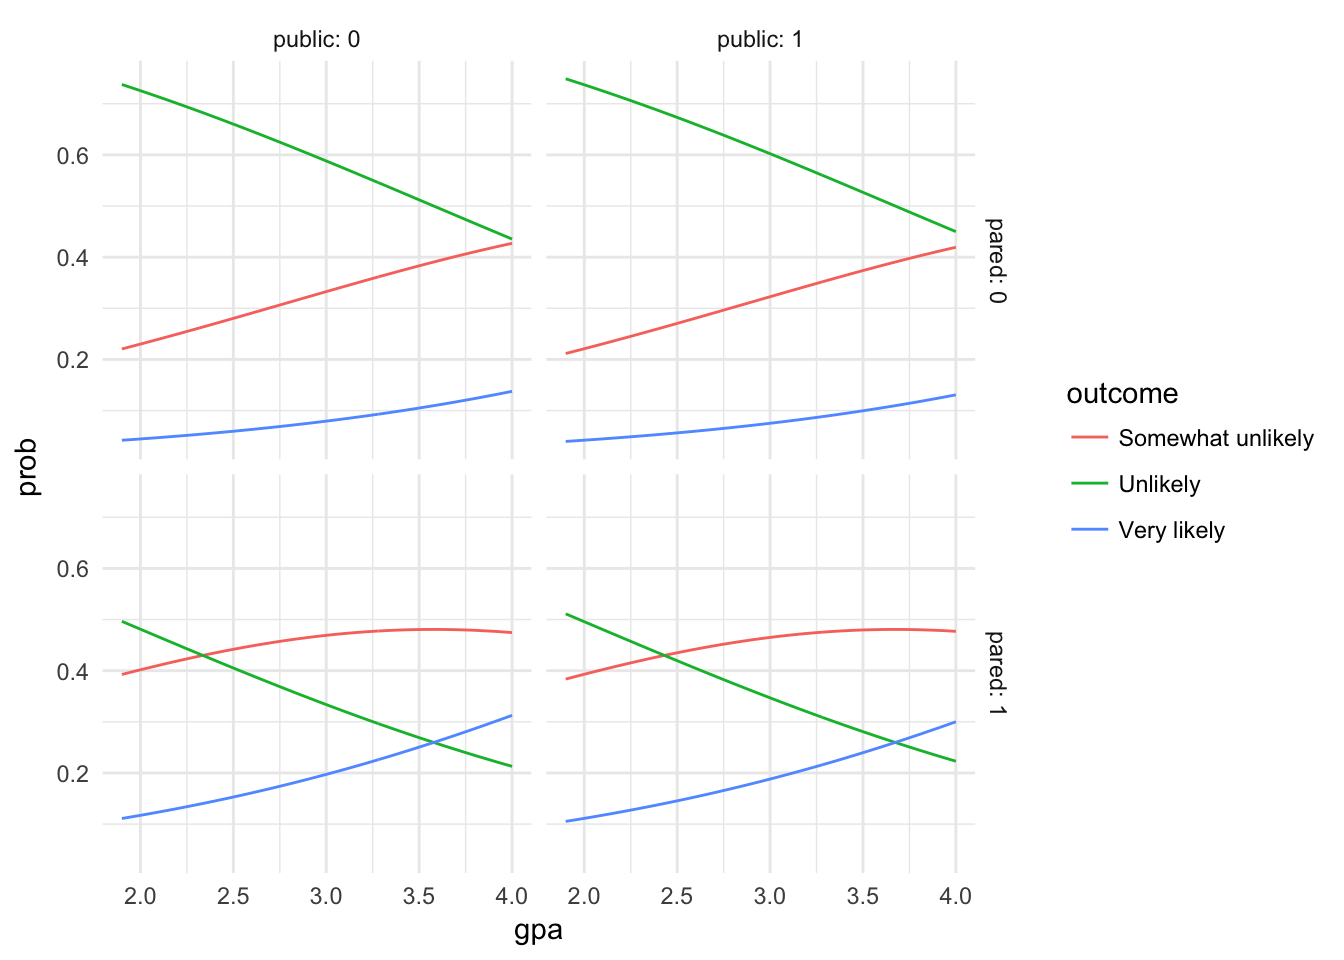 public: 0
public: 1
0.6
0.4
0.2
pared: 0
0.6
0.4
0.2
pared: 1
prob
2.0 2.5 3.0 3.5 4.0
2.0 2.5 3.0 3.5 4.0
gpa
outcome
Somewhat unlikely
Unlikely
Very likely